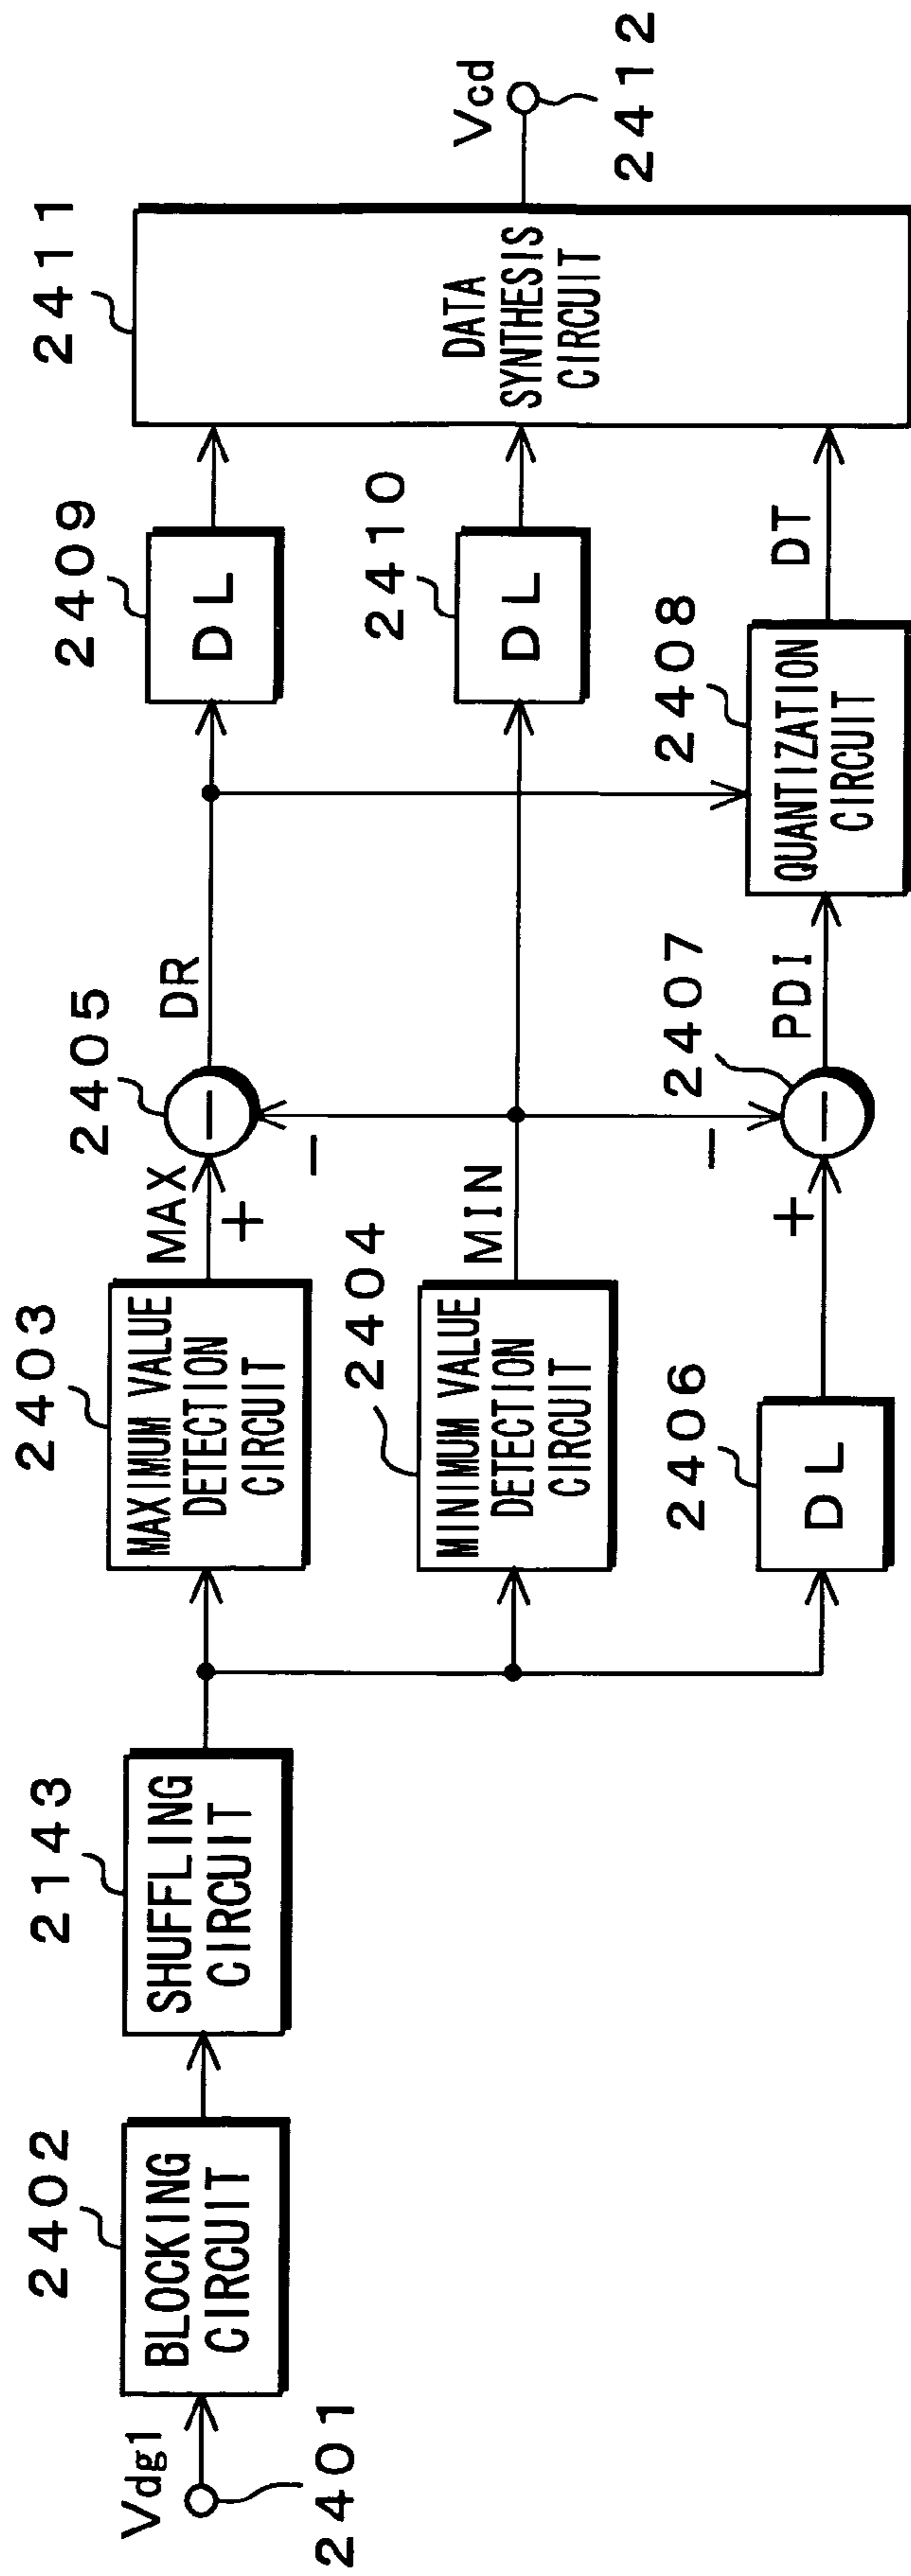 Vdg1
2401
2402
BLOCKING
CIRCUIT
2143
SHUFFLING
CIRCUIT
2403
MAXIMUM VALUE
DETECTION
CIRCUIT
MAX
+
2405
−
−
DR
2409
DL
2404
MINIMUM VALUE
DETECTION
CIRCUIT
MIN
2410
DL
2406
DL
+
−
2407
−
PDI
2408
QUANTIZATION
CIRCUIT
DT
2411
DATA
SYNTHESIS
CIRCUIT
Vcd
2412